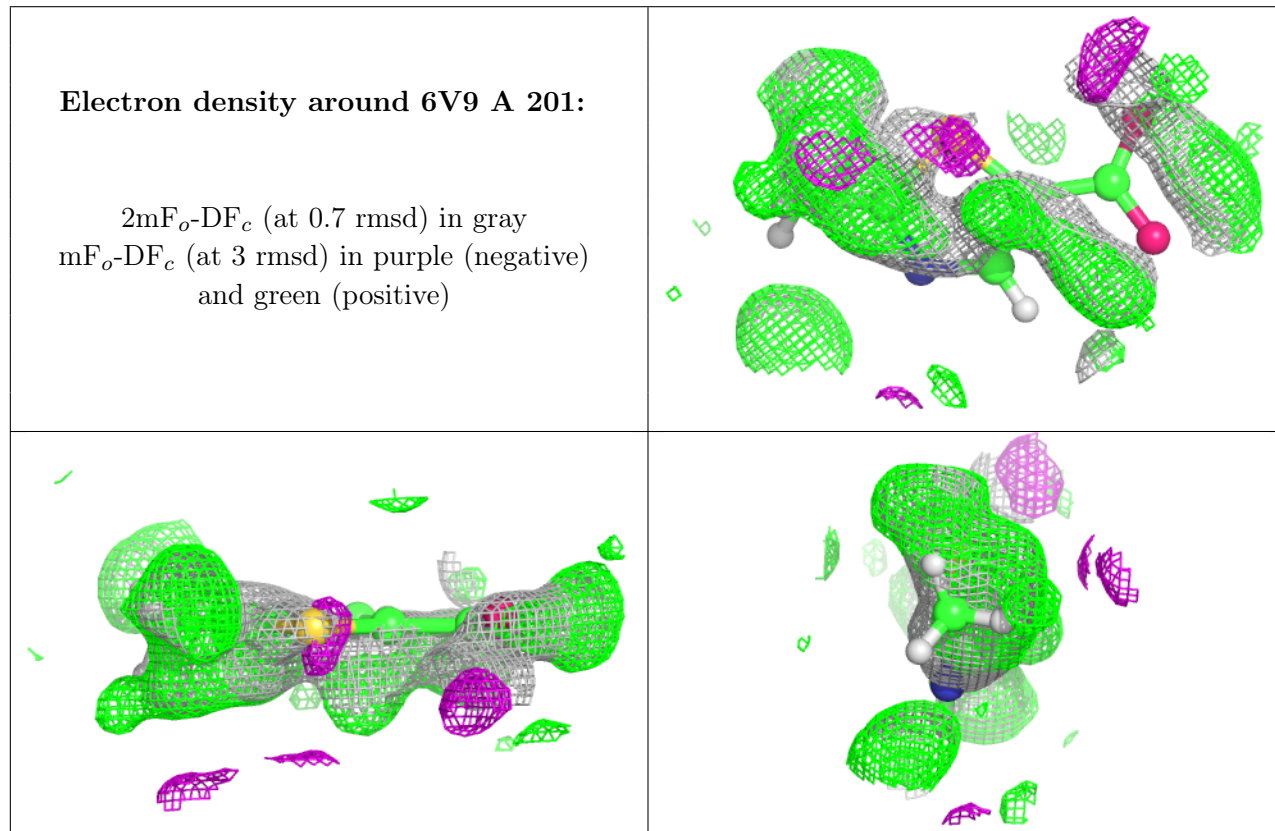 Electron density around 6V9 A 201:
2mFo-DFc (at 0.7 rmsd) in gray
mFo-DFc (at 3 rmsd) in purple (negative)
and green (positive)